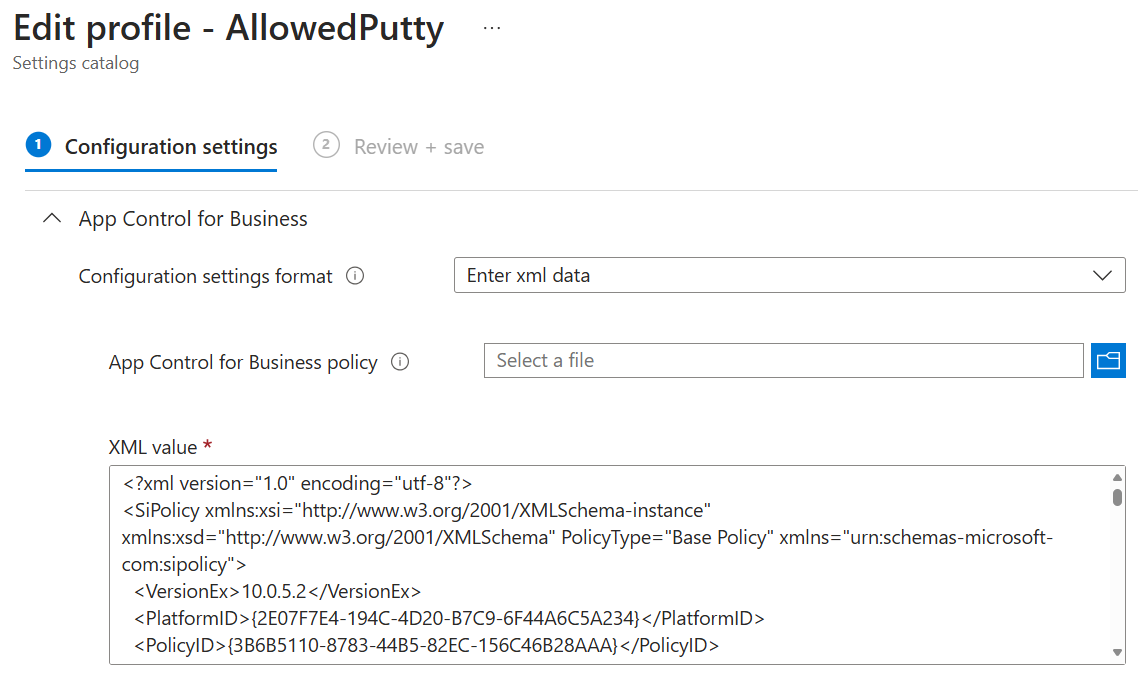 Edit profile - AllowedPutty ...
Settings catalog
1 Configuration settings 2 Review + save
App Control for Business
Configuration settings format Enter xml data
App Control for Business policy Select a file
XML value *
<?xml version="1.0" encoding="utf-8"?>
<SiPolicy xmlns:xsi="http://www.w3.org/2001/XMLSchema-instance"
xmlns:xsd="http://www.w3.org/2001/XMLSchema" PolicyType="Base Policy" xmlns="urn:schemas-microsoft-
com:sipolicy">
<VersionEx>10.0.5.2</VersionEx>
<PlatformID>{2E07F7E4-194C-4D20-B7C9-6F44A6C5A234}</PlatformID>
<PolicyID>{3B6B5110-8783-44B5-82EC-156C46B28AAA}</PolicyID>